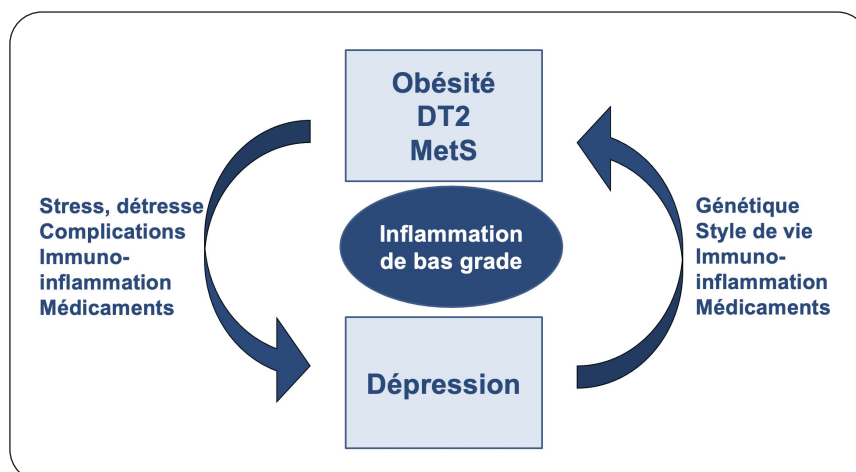 Obésité
DT2
MetS
Stress, détresse
Complications
Immuno-
inflammation
Médicaments
Inflammation
de bas grade
Génétique
Style de vie
Immuno-
inflammation
Médicaments
Dépression